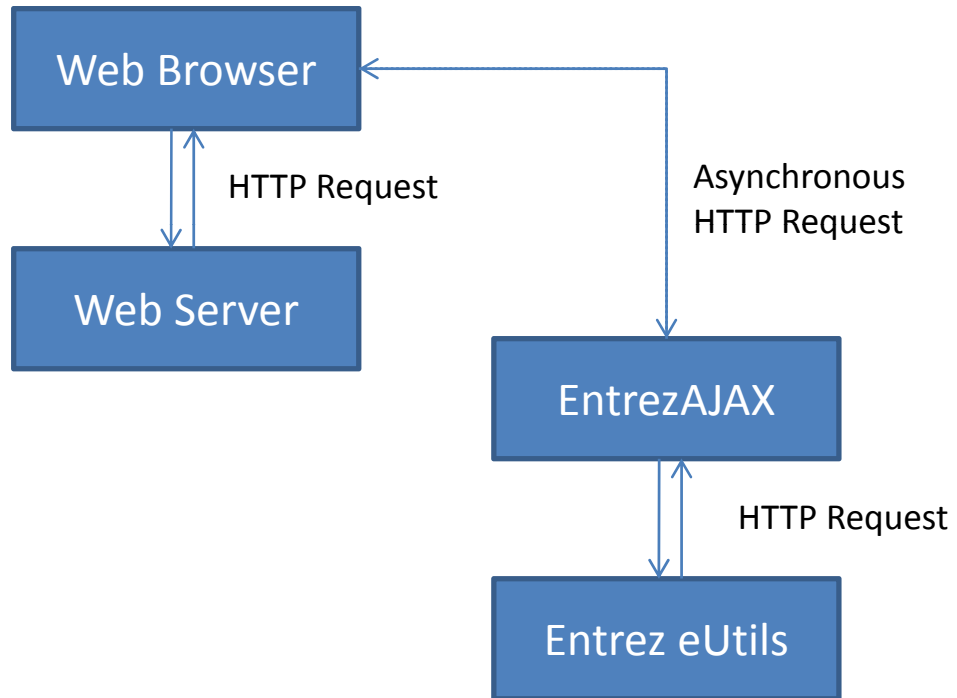 Web Browser
HTTP Request
Asynchronous
HTTP Request
Web Server
EntrezAJAX
HTTP Request
Entrez eUtils